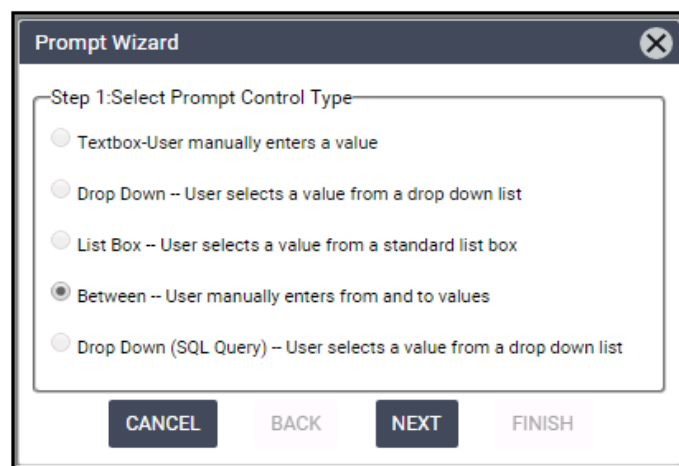 Prompt Wizard
Step 1:Select Prompt Control Type
Textbox-User manually enters a value
Drop Down -- User selects a value from a drop down list
List Box -- User selects a value from a standard list box
Between -- User manually enters from and to values
Drop Down (SQL Query) -- User selects a value from a drop down list
CANCEL BACK NEXT FINISH